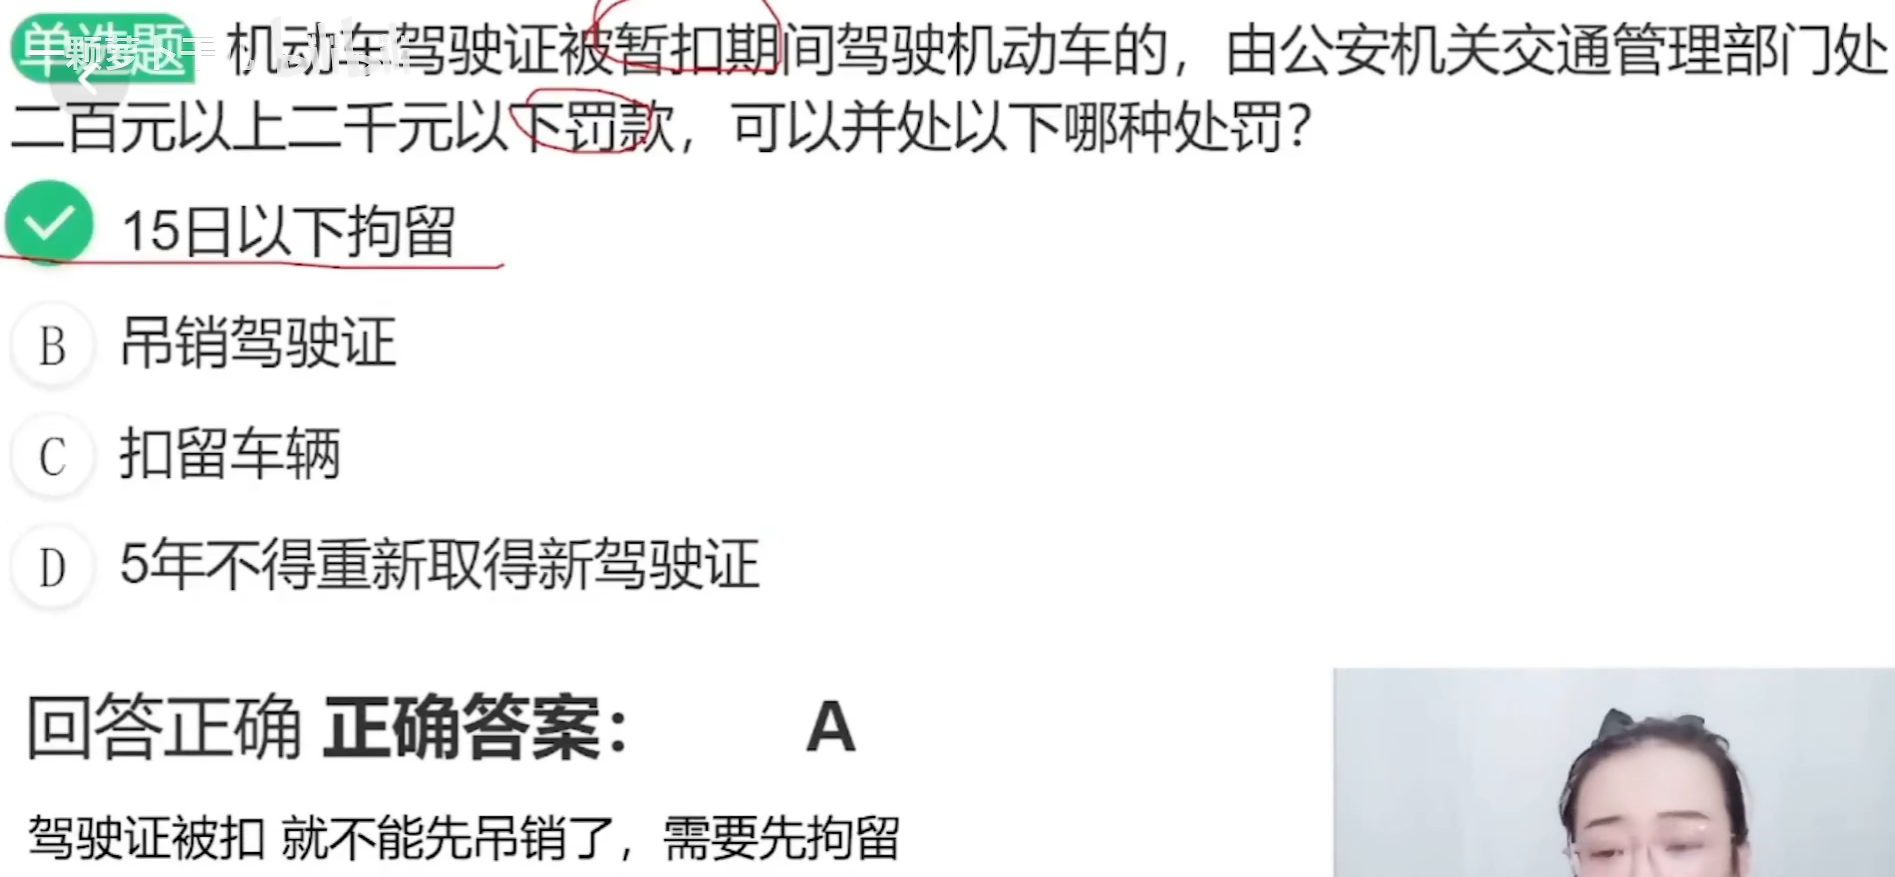 单选题 机动车驾驶证被暂扣期间驾驶机动车的，由公安机关交通管理部门处
二百元以上二千元以下罚款，可以并处以下哪种处罚？
15日以下拘留
B 吊销驾驶证
C 扣留车辆
D 5年不得重新取得新驾驶证
回答正确 正确答案： A
驾驶证被扣 就不能先吊销了，需要先拘留